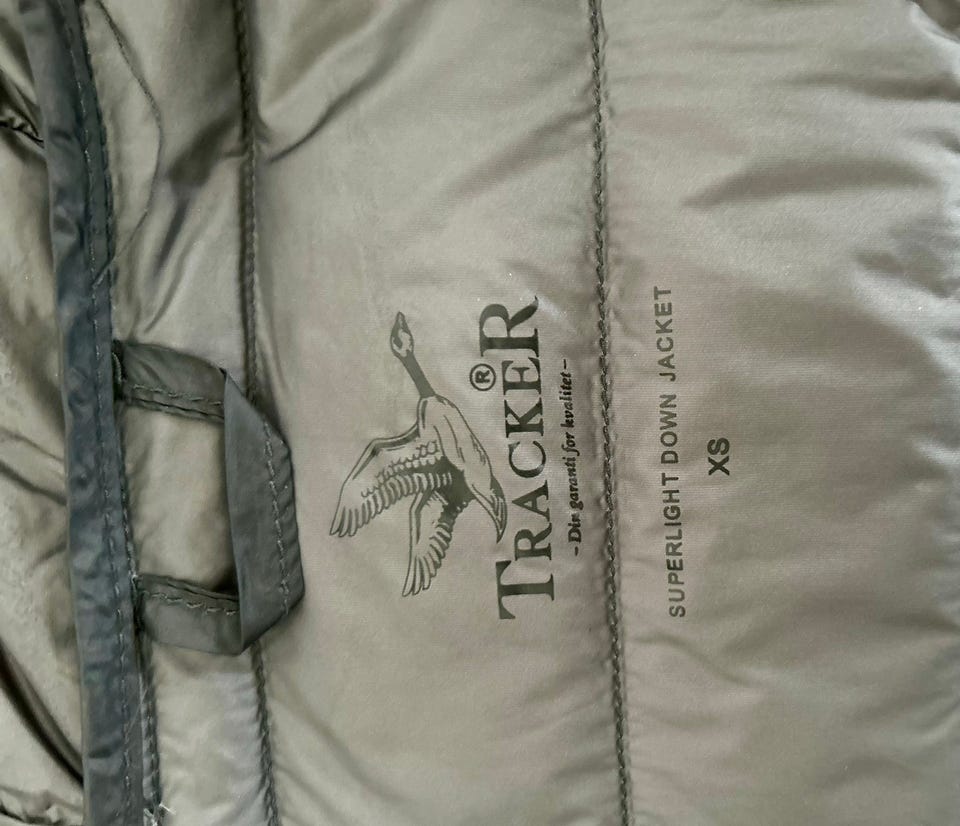 TRACKER®
- Din garanti for kvalitet -
SUPERLIGHT DOWN JACKET
XS